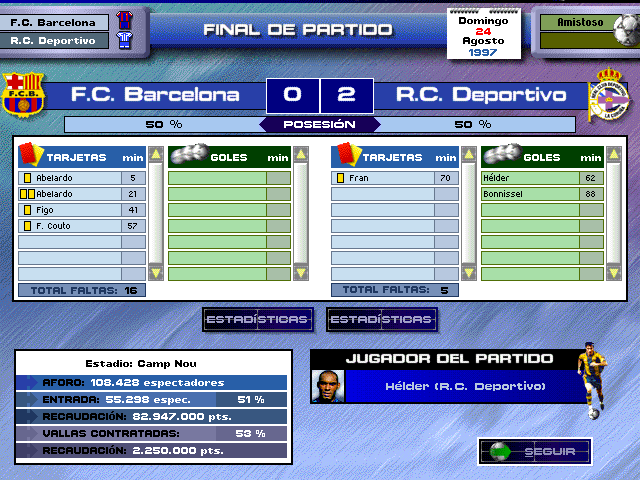 F.C. Barcelona
R.C. Deportivo
FINAL DE PARTIDO
Domingo
24
Agosto
1997
Amistoso
F.C.B.
F.C. Barcelona 0 2 R.C. Deportivo
50 % POSESIÓN 50 %
TARJETAS min
Abelardo 5
Abelardo 21
Figo 41
F. Couto 57
TOTAL FALTAS: 16
GOLES min
TARJETAS min
Fran 70
TOTAL FALTAS: 5
GOLES min
Hélder 62
Bonnissel 88
ESTADÍSTICAS ESTADÍSTICAS
Estadio: Camp Nou
AFORO: 108.428 espectadores
ENTRADA: 55.298 espec. 51 %
RECAUDACIÓN: 82.947.000 pts.
VALLAS CONTRATADAS: 53 %
RECAUDACIÓN: 2.250.000 pts.
JUGADOR DEL PARTIDO
Hélder (R.C. Deportivo)
SEGUIR